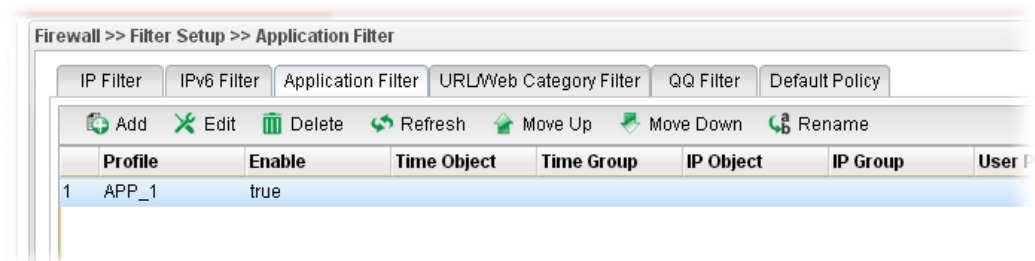 Firewall >> Filter Setup >> Application Filter
IP Filter IPv6 Filter Application Filter URL/Web Category Filter QQ Filter Default Policy
Add Edit Delete Refresh Move Up Move Down Rename
Profile Enable Time Object Time Group IP Object IP Group User
1 APP_1 true